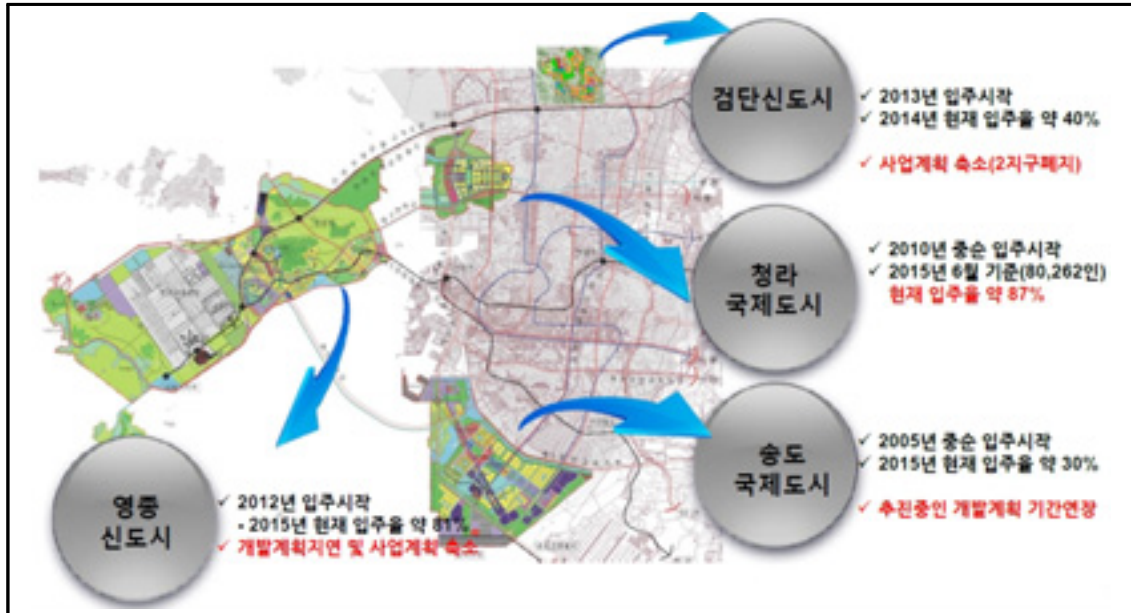 검단신도시
✓ 2013년 입주시작
✓ 2014년 현재 입주율 약 40%
✓ 사업계획 축소(2지구폐지)
청라
국제도시
✓ 2010년 중순 입주시작
✓ 2015년 6월 기준(80,262인)
현재 입주율 약 87%
송도
국제도시
✓ 2005년 중순 입주시작
✓ 2015년 현재 입주율 약 30%
✓ 추진중인 개발계획 기간연장
영종
신도시
✓ 2012년 입주시작
- 2015년 현재 입주율 약 81%
✓ 개발계획지연 및 사업계획 축소